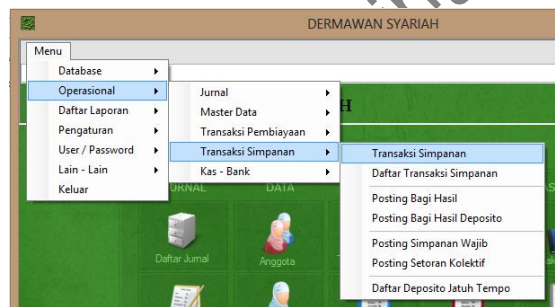 DERMAWAN SYARIAH
Menu
Database
Operasional
Daftar Laporan
Pengaturan
User / Password
Lain - Lain
Keluar
Jurnal
Master Data
Transaksi Pembiayaan
Transaksi Simpanan
Kas - Bank
Transaksi Simpanan
Daftar Transaksi Simpanan
Posting Bagi Hasil
Posting Bagi Hasil Deposito
Posting Simpanan Wajib
Posting Setoran Kolektif
Daftar Deposito Jatuh Tempo
H
JURNAL
DATA
Daftar Jurnal
Anggota